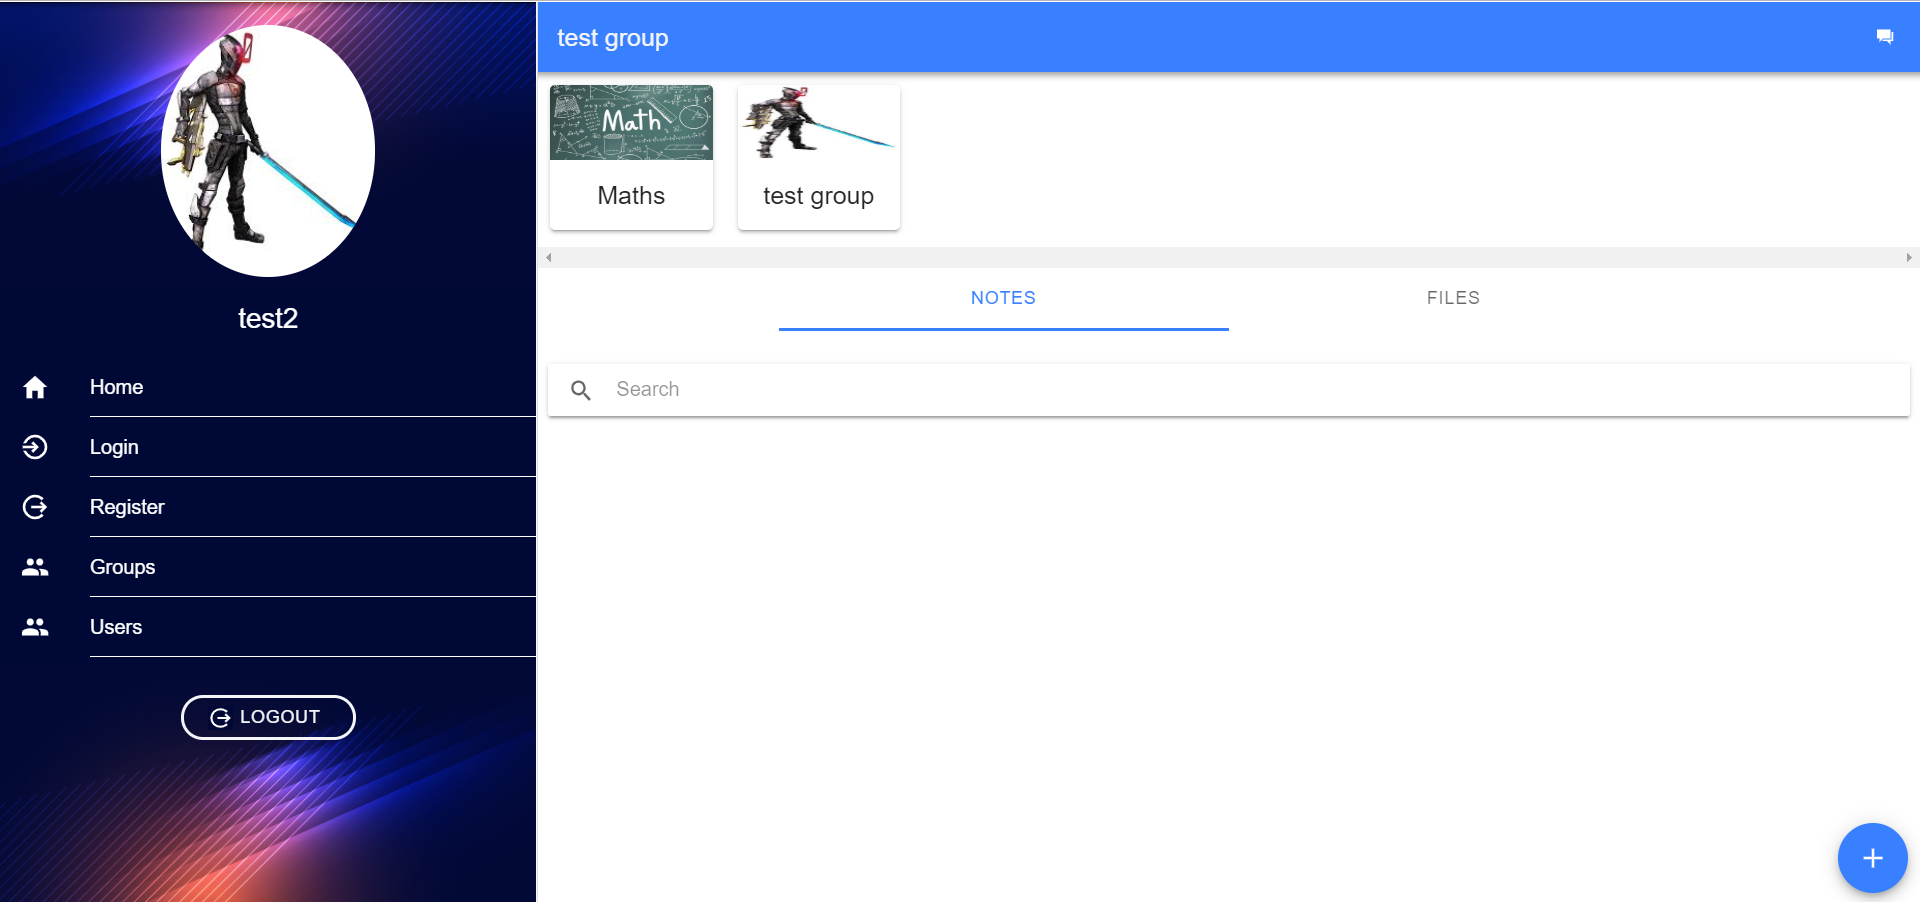 test2
Home
Login
Register
Groups
Users
LOGOUT
test group
Math
Maths
test group
NOTES
FILES
Search